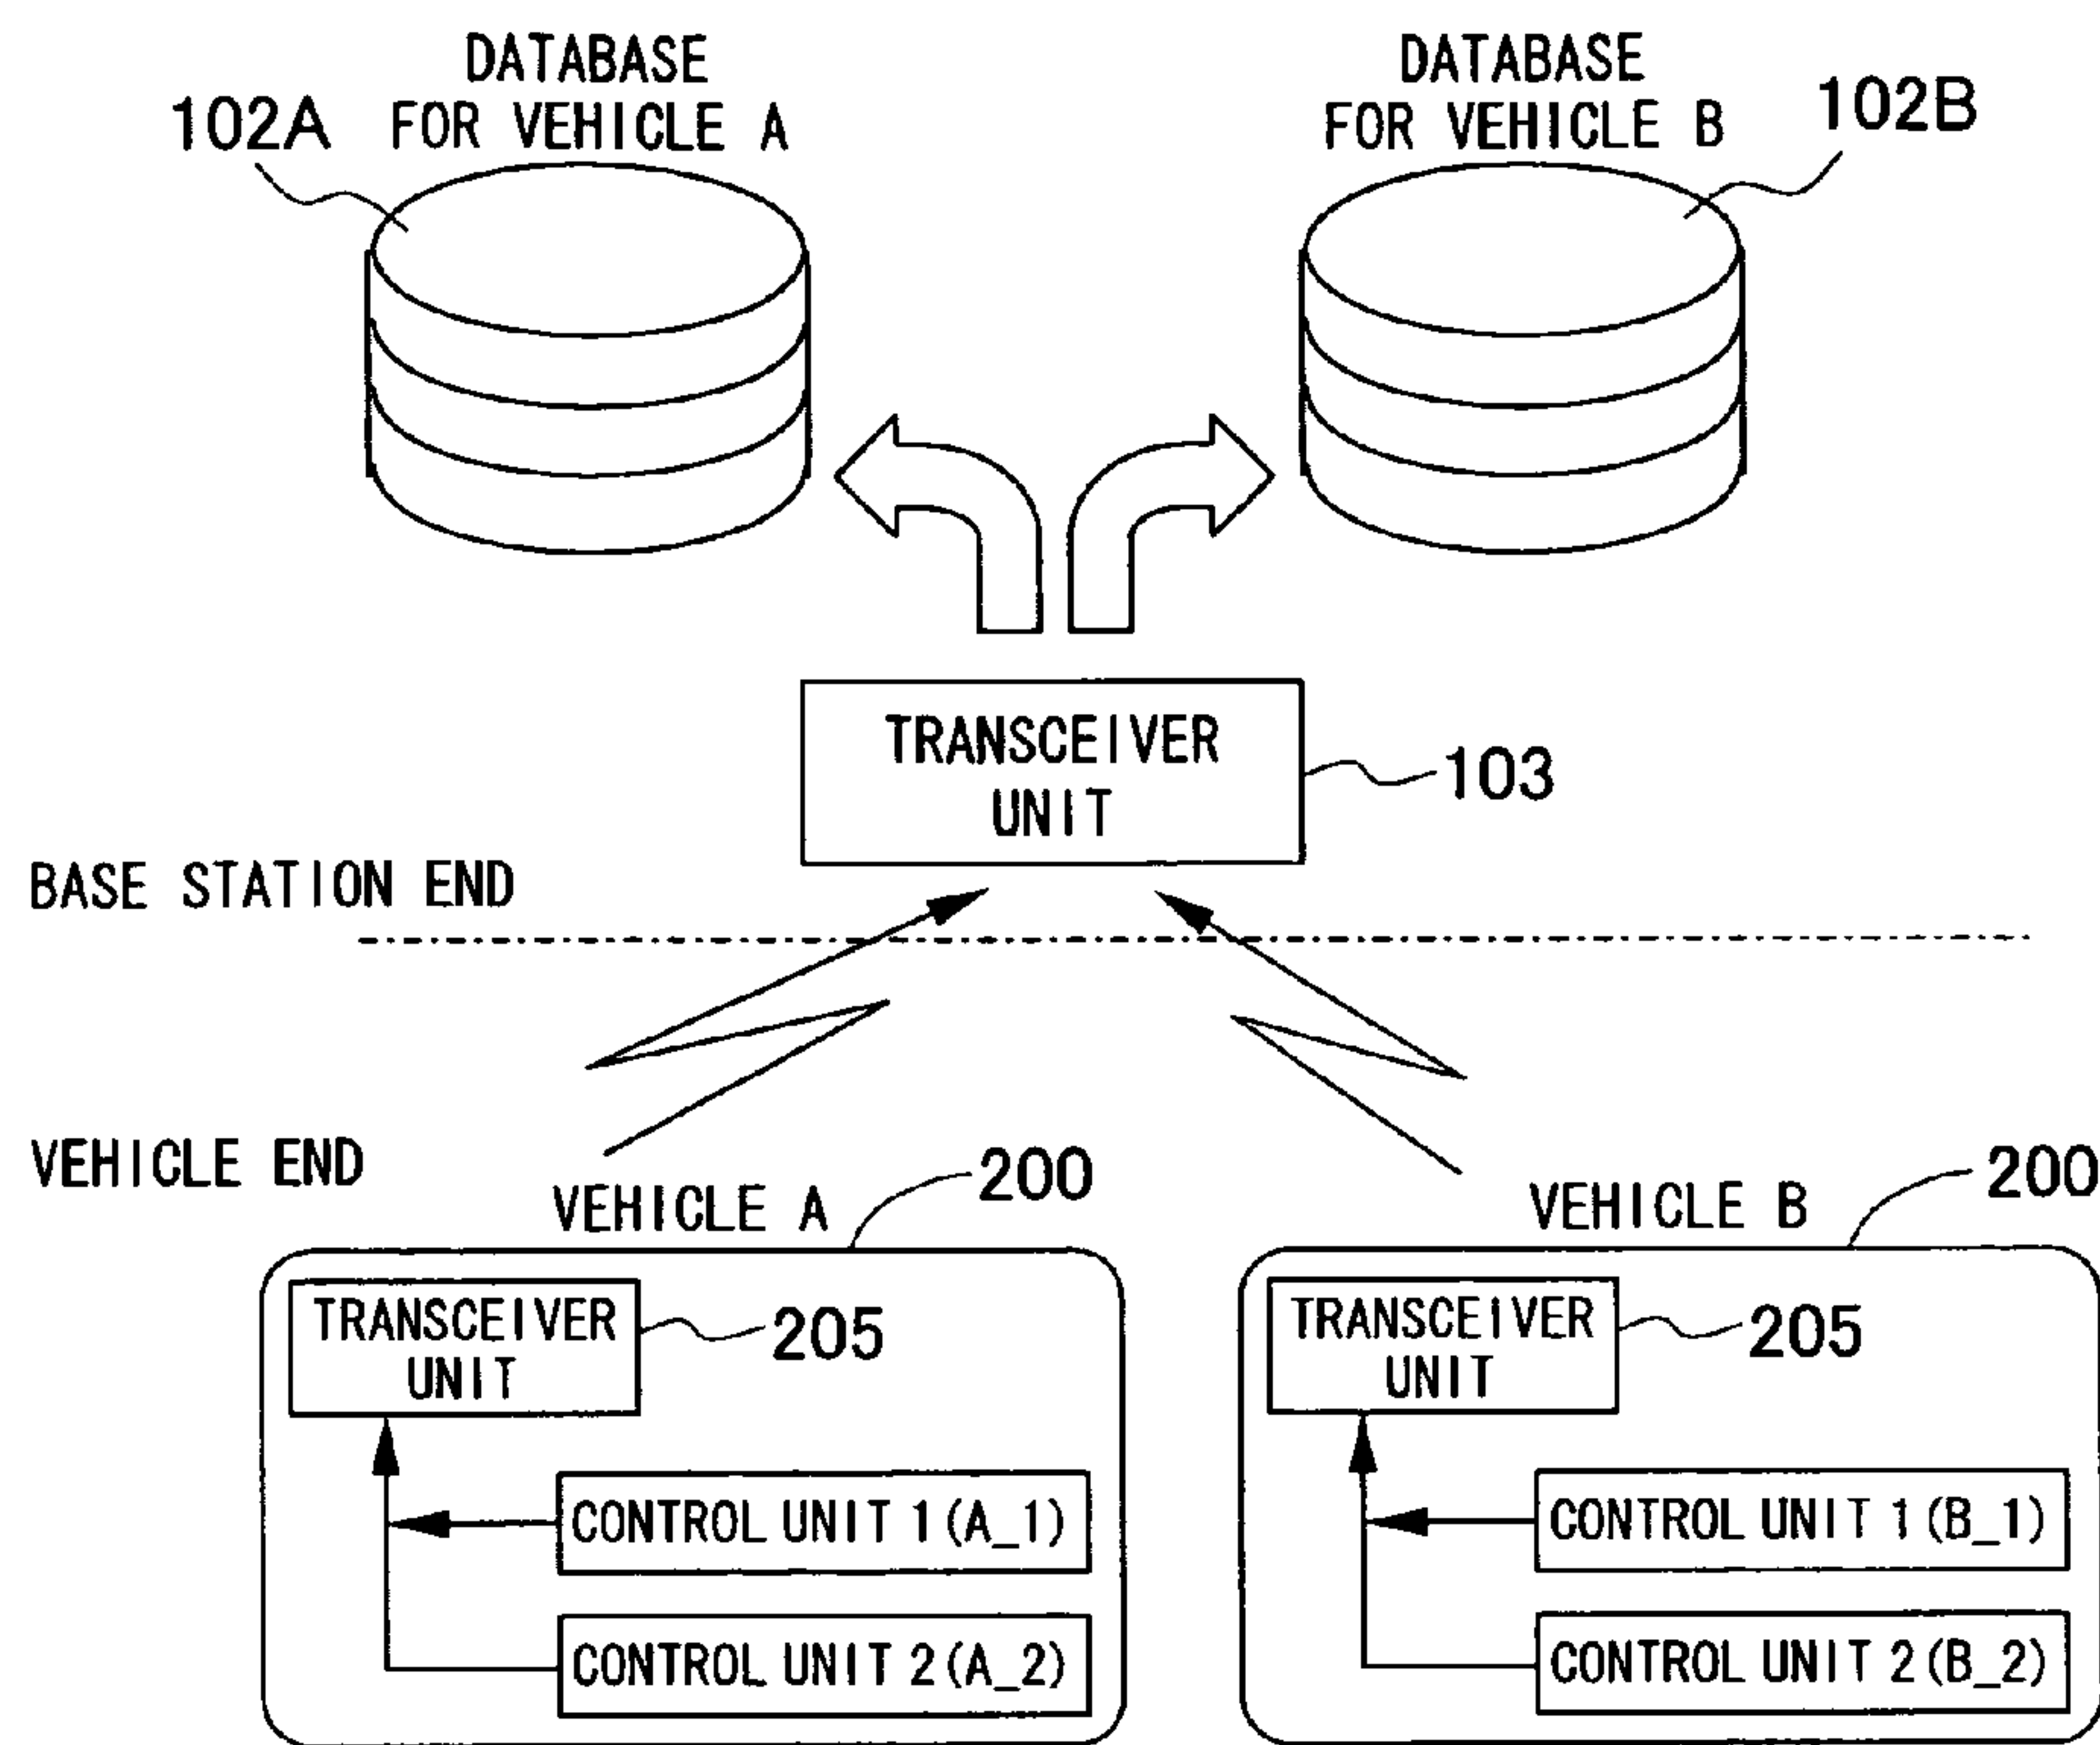 DATABASE
FOR VEHICLE A
102A
DATABASE
FOR VEHICLE B
102B
TRANSCEIVER
UNIT
103
BASE STATION END
VEHICLE END
VEHICLE A
200
VEHICLE B
200
TRANSCEIVER
UNIT
205
CONTROL UNIT 1 (A_1)
CONTROL UNIT 2 (A_2)
TRANSCEIVER
UNIT
205
CONTROL UNIT 1 (B_1)
CONTROL UNIT 2 (B_2)